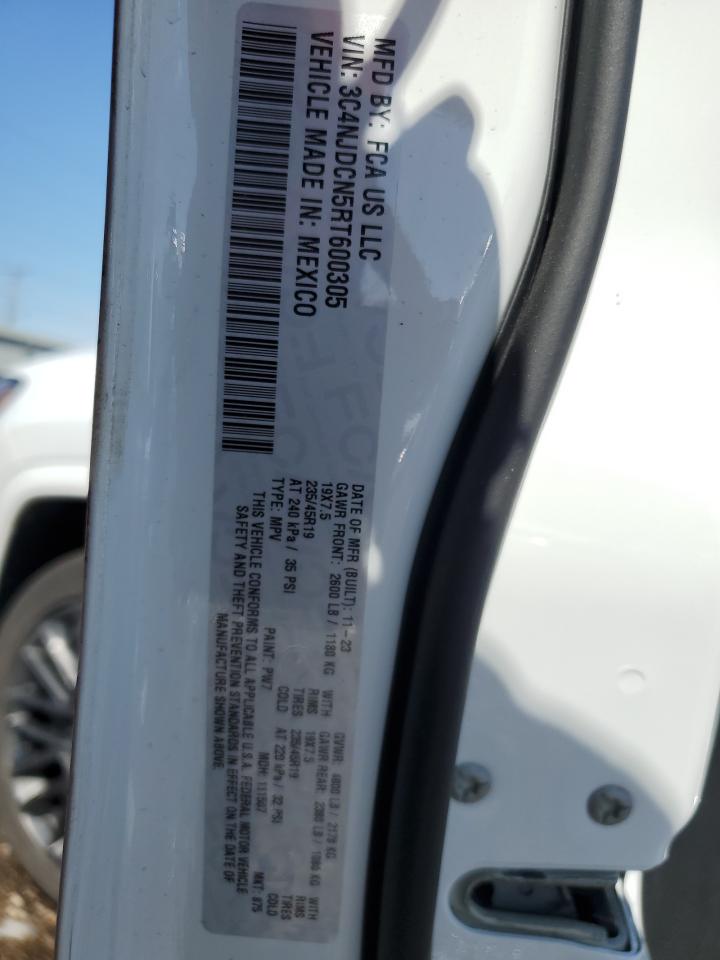 MFD BY: FCA US LLC
VIN: 3C4NJDCN5RT600305
VEHICLE MADE IN: MEXICO
DATE OF MFR (BUILT): 11-23 GVWR: LB / 2179 KG
GAWR FRONT: 2600 LB / 1180 KG WITH GAWR REAR: LB / KG WITH
19X7.5 RIMS 19X7.5 RIMS
235/45R19 TIRES 235/45R19 TIRES
AT 240 kPa / 35 PSI COLD AT 220 kPa / 32 PSI COLD
TYPE: MPV PAINT: PW7 MDH: MKT: 875
THIS VEHICLE CONFORMS TO ALL APPLICABLE U.S.A. FEDERAL MOTOR VEHICLE
SAFETY AND THEFT PREVENTION STANDARDS IN EFFECT ON THE DATE OF
MANUFACTURE SHOWN ABOVE.